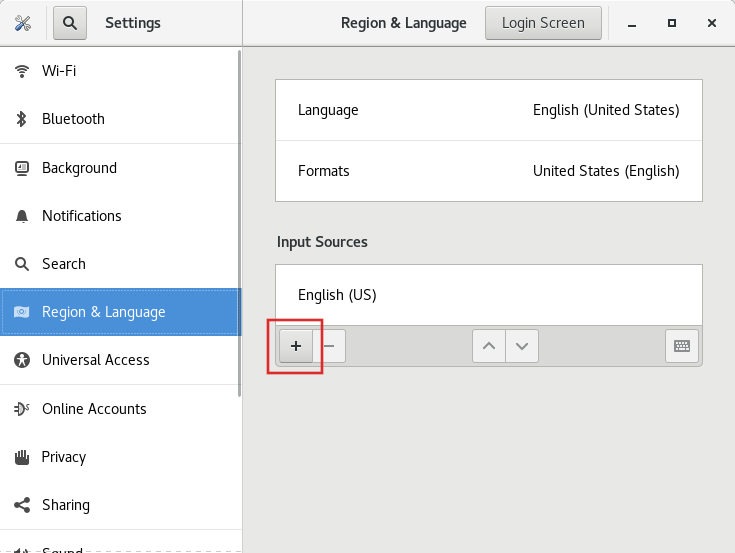 Settings
Region & Language
Login Screen
Wi-Fi
Bluetooth
Background
Notifications
Search
Region & Language
Universal Access
Online Accounts
Privacy
Sharing
Sound
Language
English (United States)
Formats
United States (English)
Input Sources
English (US)